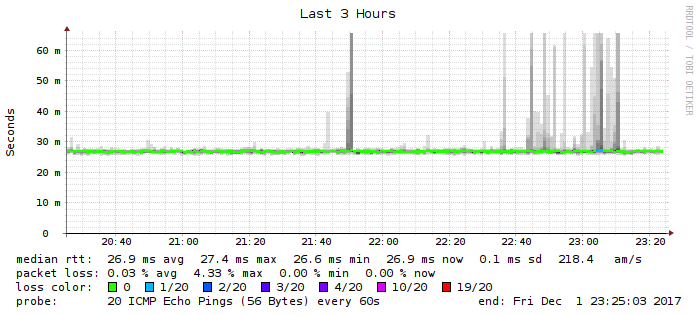 Last 3 Hours
RRDTOOL / TOBI OETIKER
Seconds
60 m
50 m
40 m
30 m
20 m
10 m
0
20:40 21:00 21:20 21:40 22:00 22:20 22:40 23:00 23:20
median rtt: 26.9 ms avg 27.4 ms max 26.6 ms min 26.9 ms now 0.1 ms sd 218.4 am/s
packet loss: 0.03 % avg 4.33 % max 0.00 % min 0.00 % now
loss color: 0 1/20 2/20 3/20 4/20 10/20 19/20
probe: 20 ICMP Echo Pings (56 Bytes) every 60s end: Fri Dec 1 23:25:03 2017